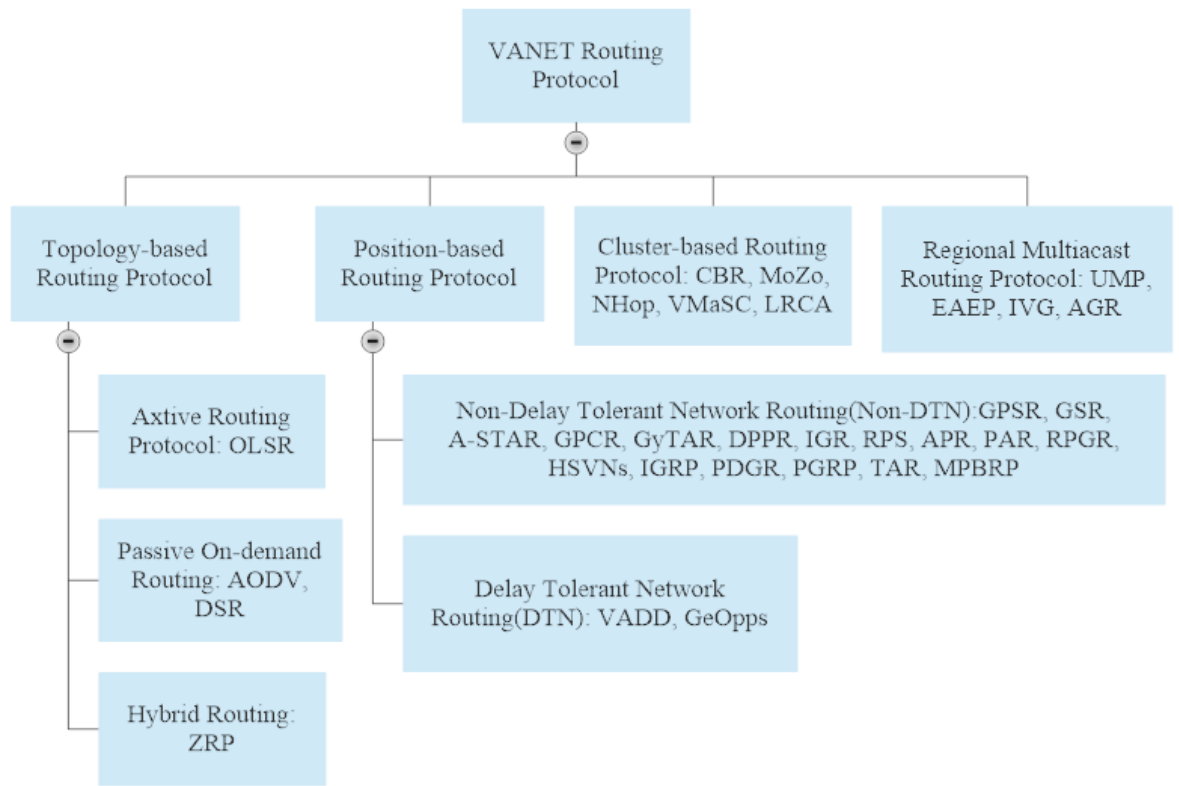 VANET Routing
Protocol
Topology-based
Routing Protocol
Position-based
Routing Protocol
Cluster-based Routing
Protocol: CBR, MoZo,
NHop, VMaSC, LRCA
Regional Multiacast
Routing Protocol: UMP,
EAEP, IVG, AGR
Axtive Routing
Protocol: OLSR
Passive On-demand
Routing: AODV,
DSR
Hybrid Routing:
ZRP
Non-Delay Tolerant Network Routing(Non-DTN):GPSR, GSR,
A-STAR, GPCR, GyTAR, DPPR, IGR, RPS, APR, PAR, RPGR,
HSVNs, IGRP, PDGR, PGRP, TAR, MPBRP
Delay Tolerant Network
Routing(DTN): VADD, GeOpps